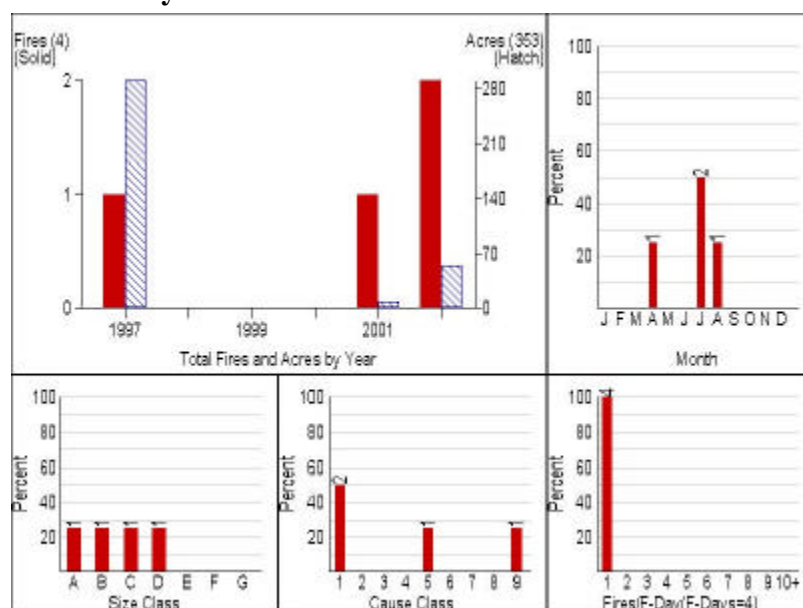 Fires (4)
(Solid)
Acres (353)
(Hatch)
2
1
0
280
210
140
70
0
1997 1999 2001
Total Fires and Acres by Year
100
80
60
40
20
Percent
1 2 1
J F M A M J J A S O N D
Month
100
80
60
40
20
Percent
1 1 1 1
A B C D E F G
Size Class
100
80
60
40
20
Percent
2 1 1
1 2 3 4 5 6 7 8 9
Cause Class
100
80
60
40
20
Percent
4
1 2 3 4 5 6 7 8 9 10+
Fires/F-Day(F-Days=4)